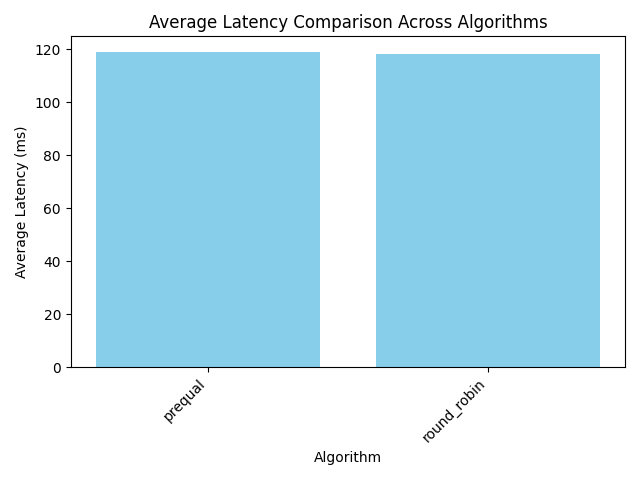 Average Latency Comparison Across Algorithms
Average Latency (ms)
120
100
80
60
40
20
0
prequal
round_robin
Algorithm